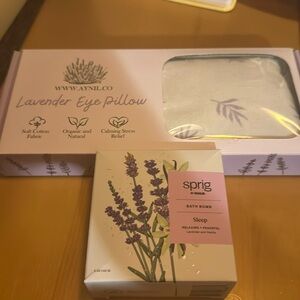 WWW.AYNIL.CO
Lavender Eye Pillow
Soft Cotton
Fabric
Organic and
Natural
Calming Stress
Relief
sprig
BATH BOMB
Sleep
RELAXING + PEACEFUL
Lavender and Vanilla